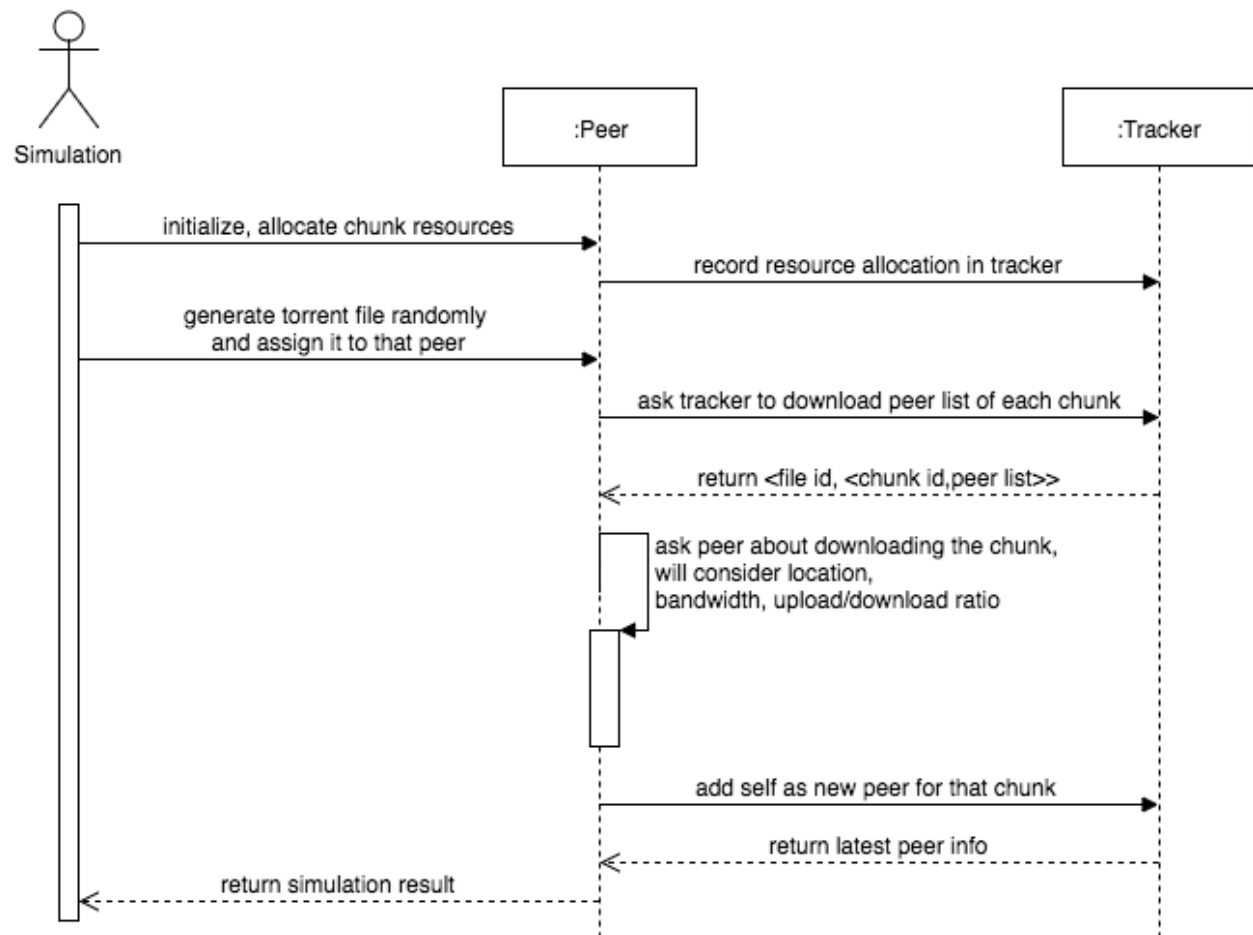 Simulation
:Peer
:Tracker
initialize, allocate chunk resources
record resource allocation in tracker
generate torrent file randomly
and assign it to that peer
ask tracker to download peer list of each chunk
return <file id, <chunk id,peer list>>
ask peer about downloading the chunk,
will consider location,
bandwidth, upload/download ratio
add self as new peer for that chunk
return latest peer info
return simulation result